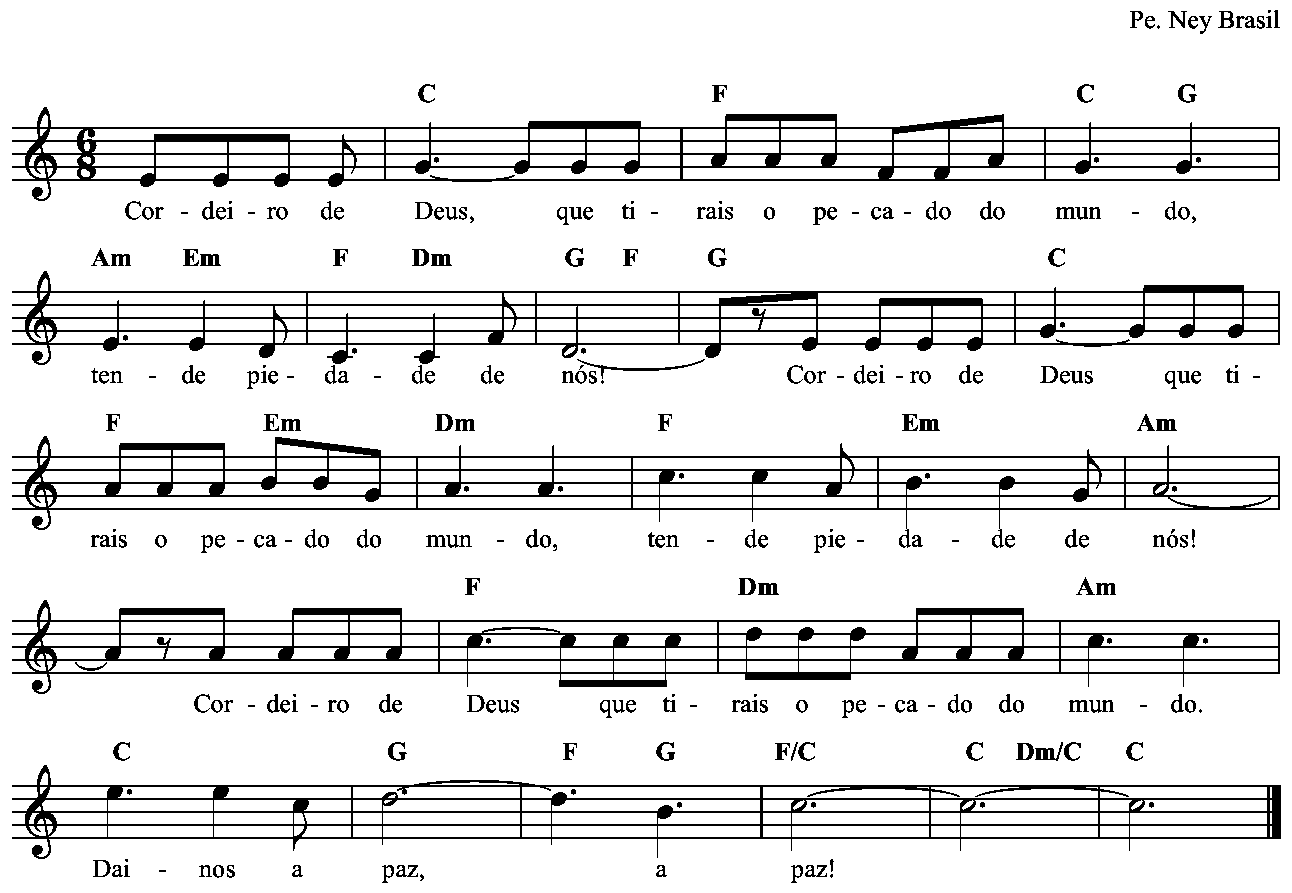 Pe. Ney Brasil
C F C G
6
8
Cor - dei - ro de Deus, que ti - rais o pe - ca - do do mun - do,
Am Em F Dm G F G C
ten - de pie - da - de de nós! Cor - dei - ro de Deus que ti -
F Em Dm F Em Am
rais o pe - ca - do do mun - do, ten - de pie - da - de de nós!
F Dm Am
Cor - dei - ro de Deus que ti - rais o pe - ca - do do mun - do.
C G F G F/C C Dm/C C
Dai - nos a paz, a paz!